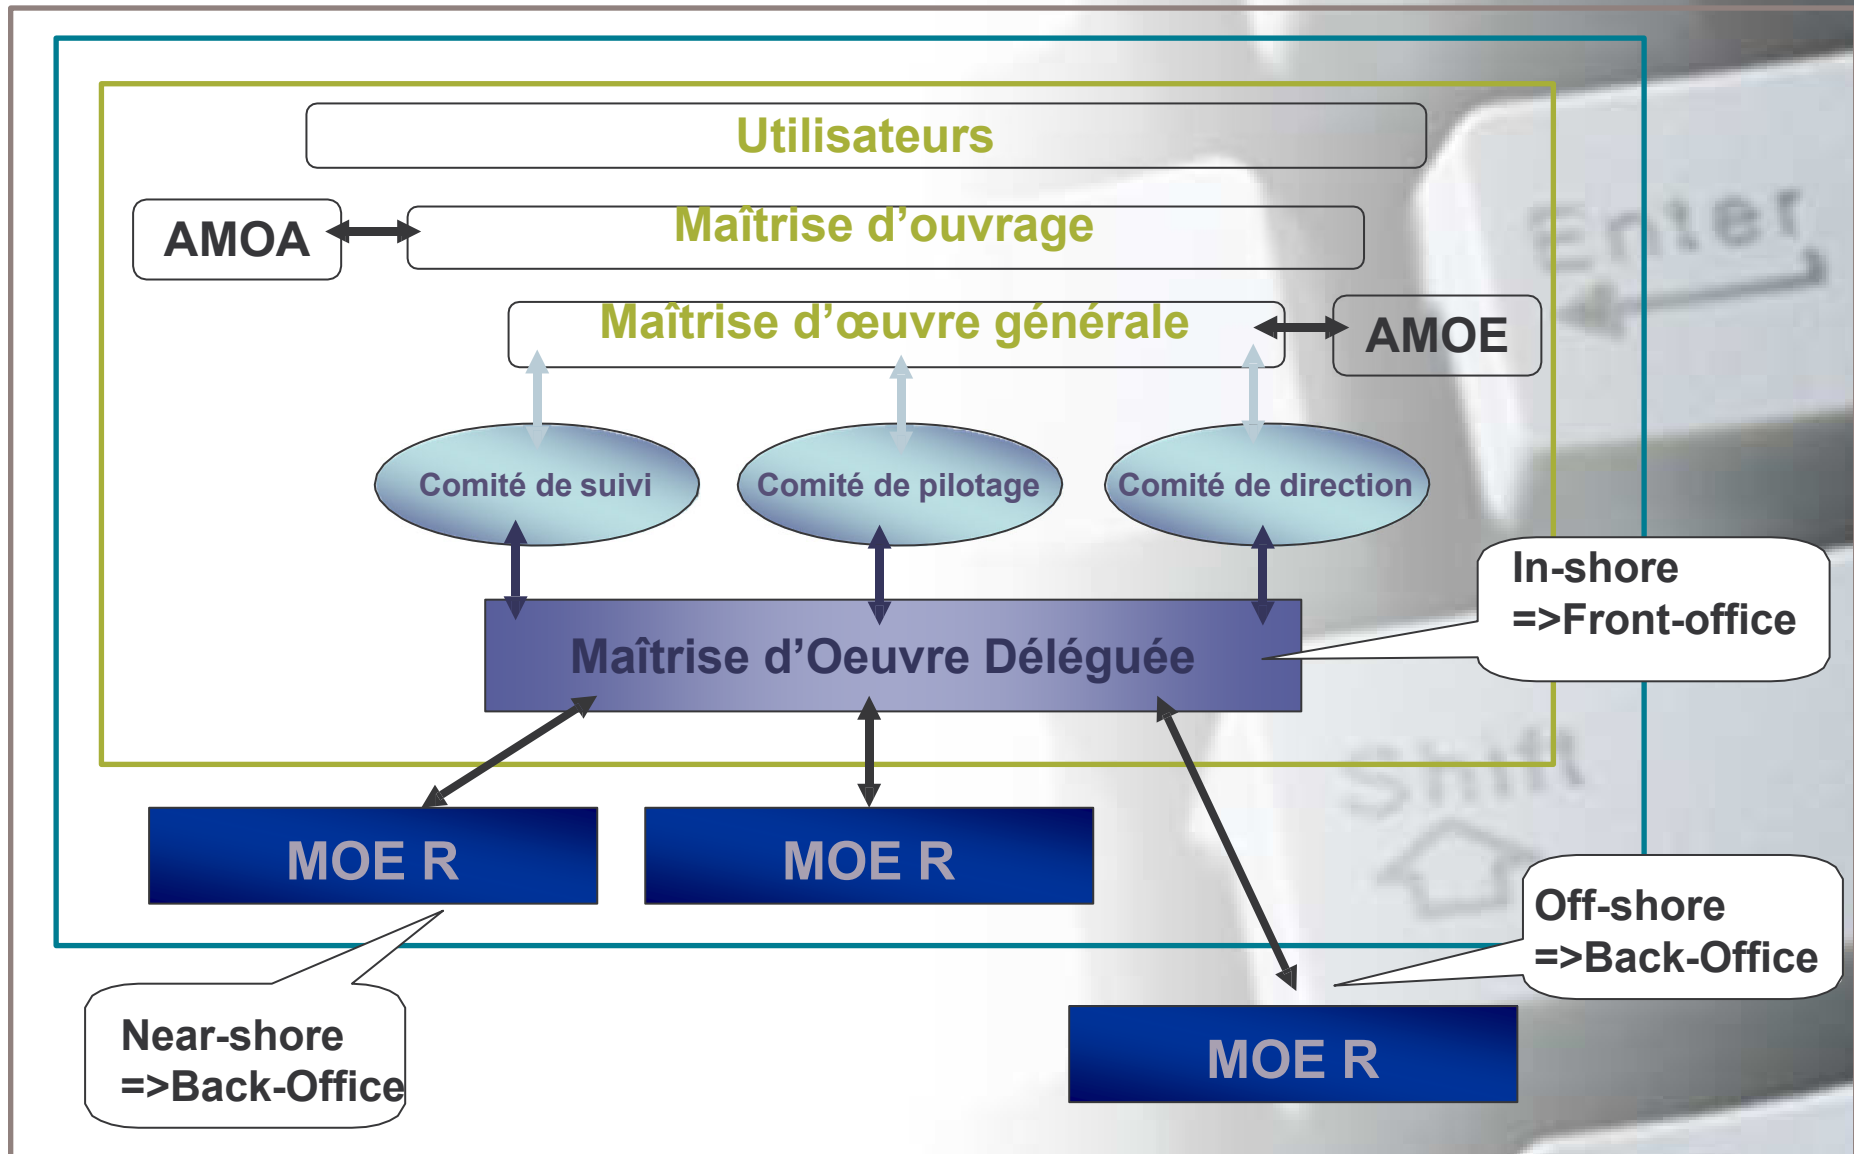 Utilisateurs
AMOA
Maîtrise d’ouvrage
Maîtrise d’œuvre générale
AMOE
Enter
Comité de suivi
Comité de pilotage
Comité de direction
In-shore
=>Front-office
Maîtrise d’Oeuvre Déléguée
Shift
MOE R
MOE R
Off-shore
=>Back-Office
Near-shore
=>Back-Office
MOE R